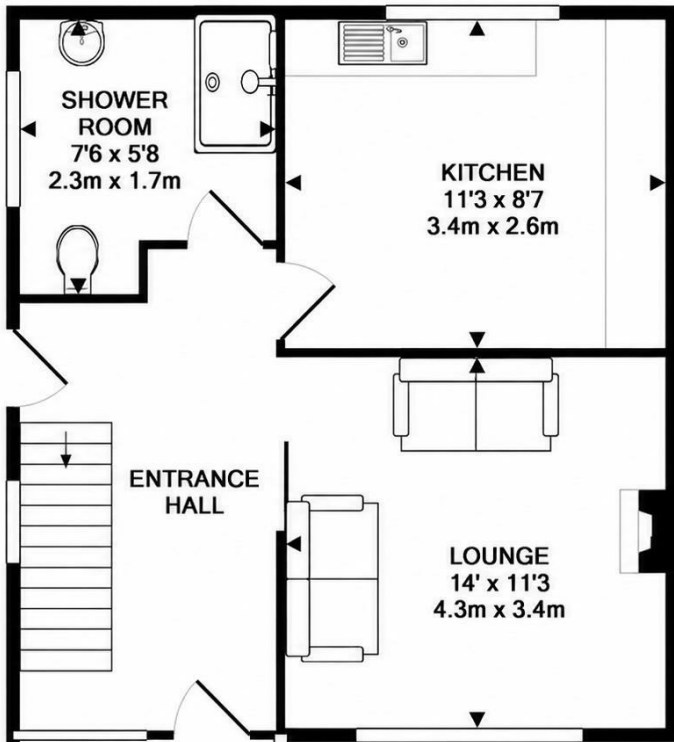 SHOWER
ROOM
7'6 x 5'8
2.3m x 1.7m
KITCHEN
11'3 x 8'7
3.4m x 2.6m
ENTRANCE
HALL
LOUNGE
14' x 11'3
4.3m x 3.4m